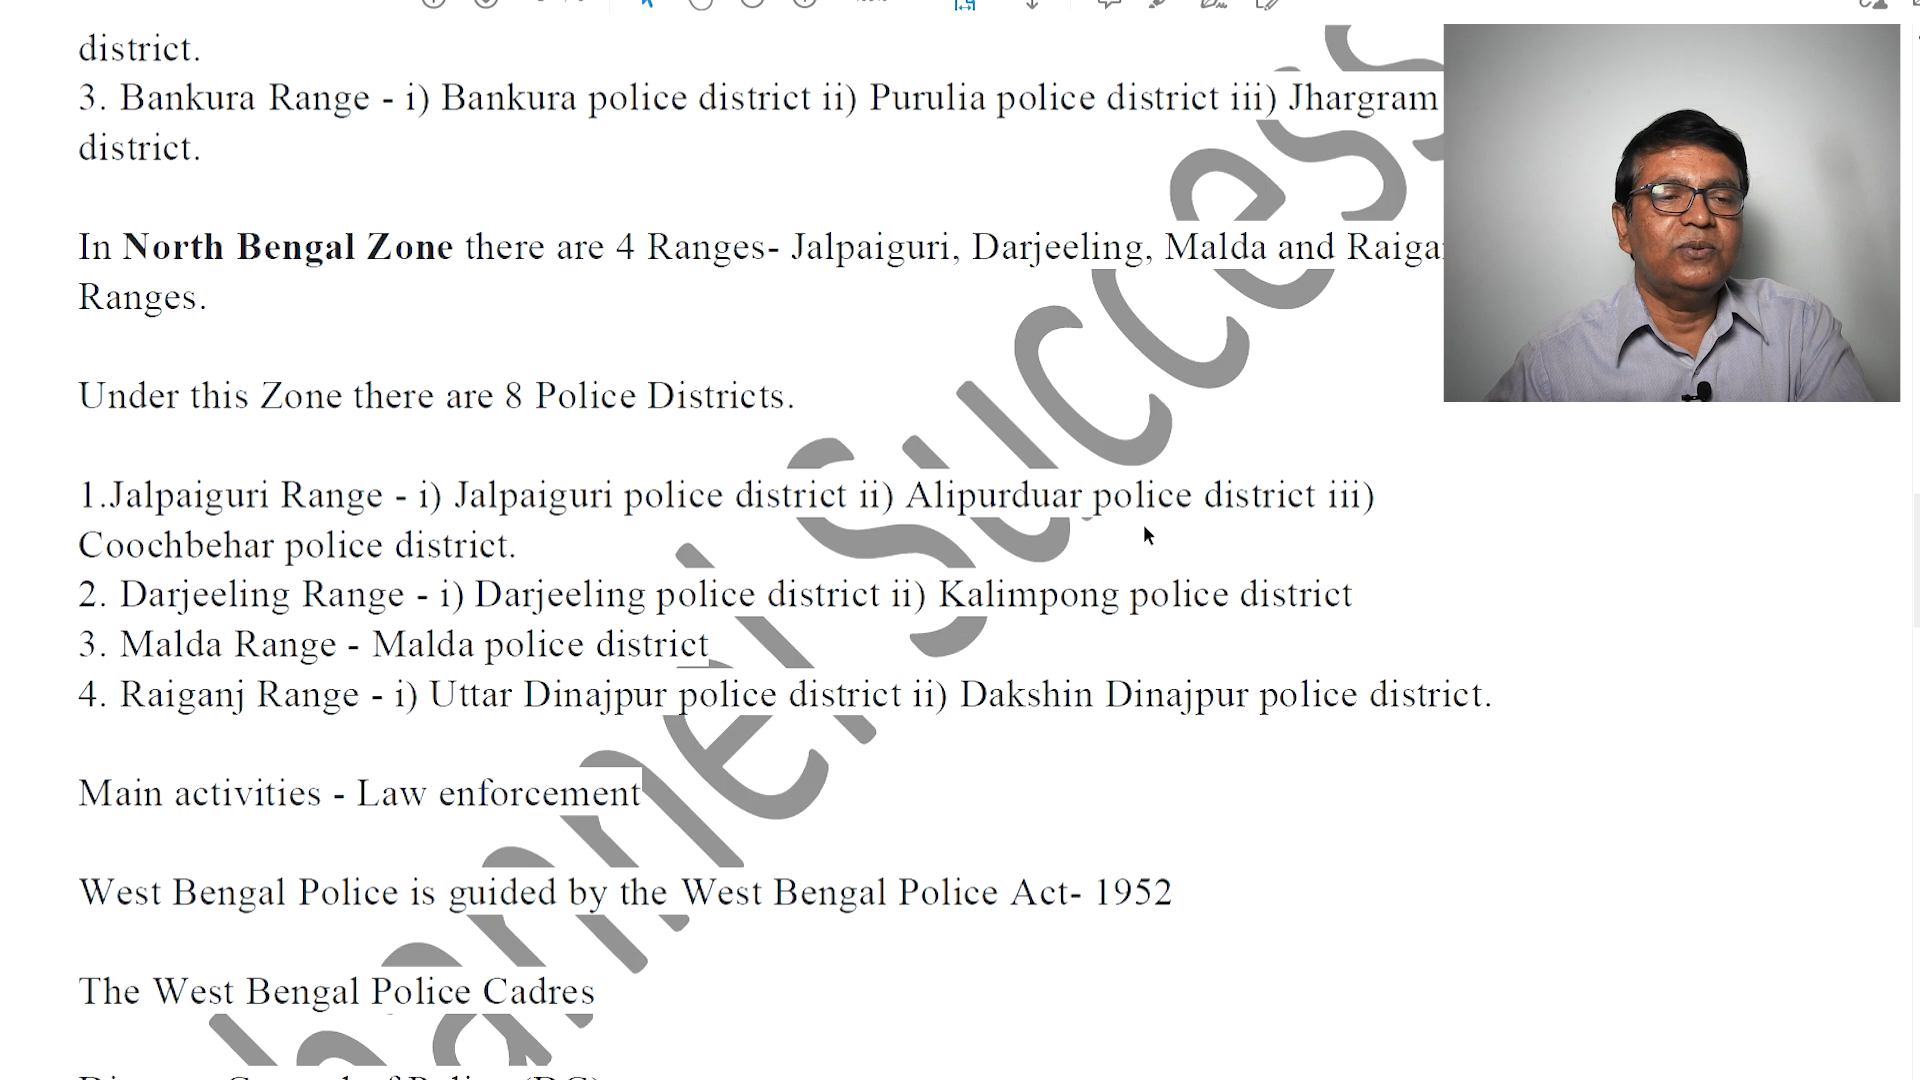 district.
3. Bankura Range - i) Bankura police district ii) Purulia police district iii) Jhargram
district.
In North Bengal Zone there are 4 Ranges- Jalpaiguri, Darjeeling, Malda and
Ranges.
Under this Zone there are 8 Police Districts.
1.Jalpaiguri Range - i) Jalpaiguri police district ii) Alipurduar police district iii)
Coochbehar police district.
2. Darjeeling Range - i) Darjeeling police district ii) Kalimpong police district
3. Malda Range - Malda police district
4. Raiganj Range - i) Uttar Dinajpur police district ii) Dakshin Dinajpur police district.
Main activities - Law enforcement
West Bengal Police is guided by the West Bengal Police Act- 1952
The West Bengal Police Cadres
Success